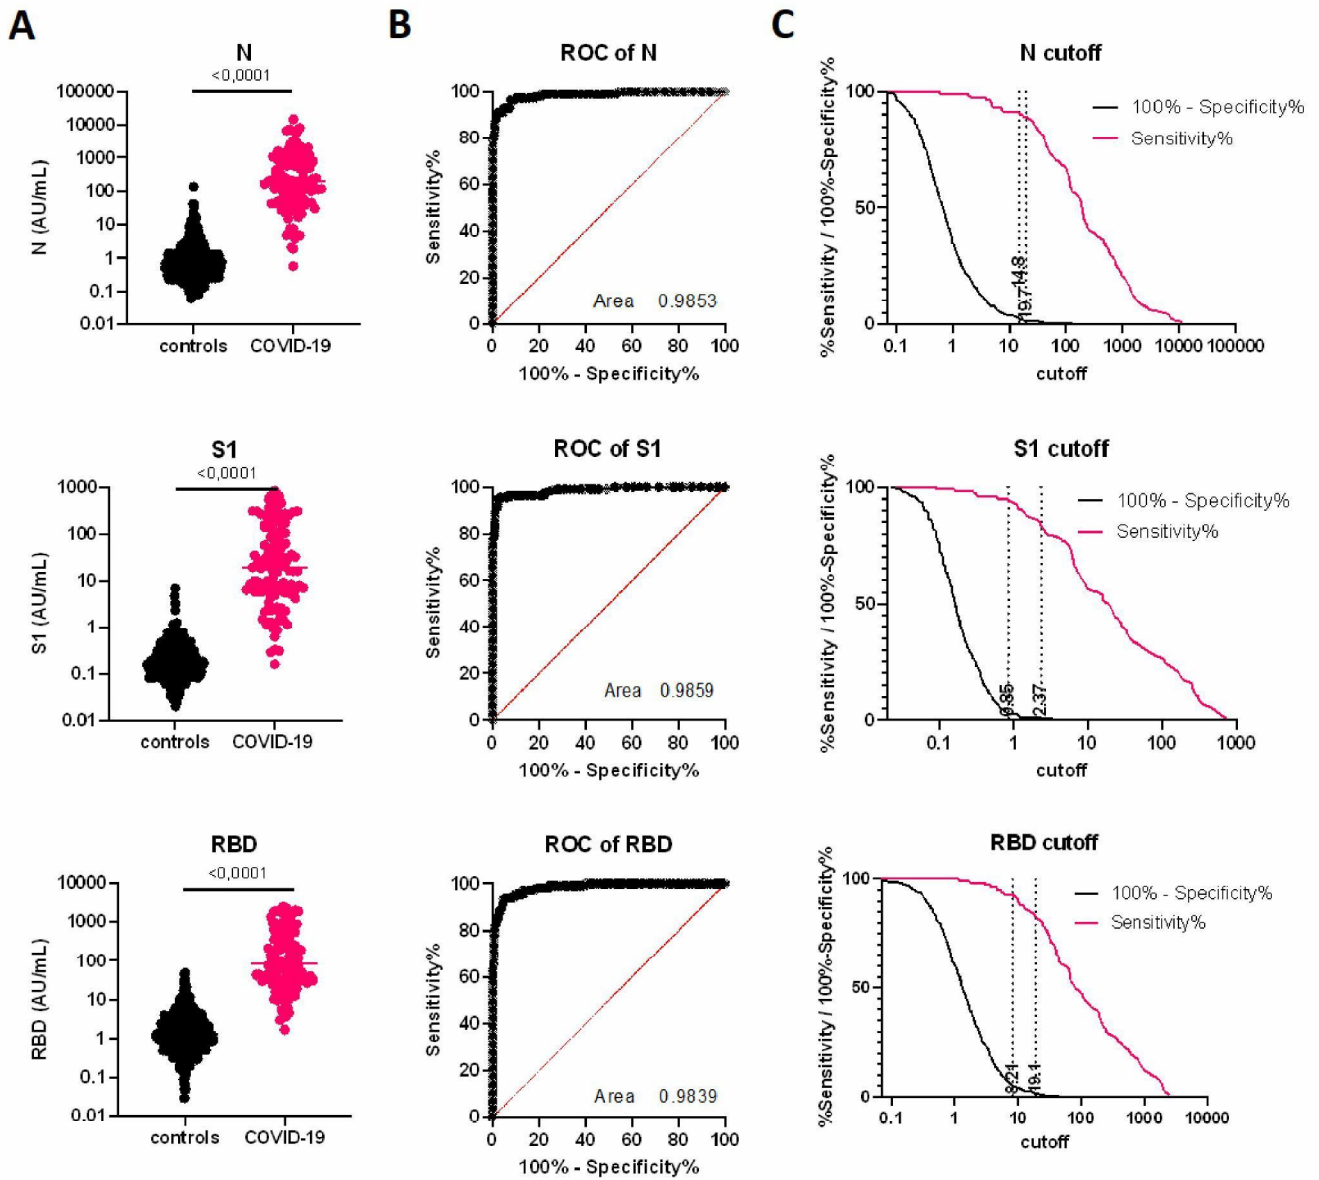 A
B
C
N
<0,0001
N (AU/mL)
100000
10000
1000
100
10
1
0.1
0.01
controls COVID-19
ROC of N
Sensitivity%
100
80
60
40
20
0
Area 0.9853
0 20 40 60 80 100
100% - Specificity%
N cutoff
%Sensitivity / 100%-Specificity%
100
50
0
100% - Specificity%
Sensitivity%
14.8
19.7
0.1 1 10 100 1000 10000 100000
cutoff
S1
<0,0001
S1 (AU/mL)
1000
100
10
1
0.1
0.01
controls COVID-19
ROC of S1
Sensitivity%
100
80
60
40
20
0
Area 0.9859
0 20 40 60 80 100
100% - Specificity%
S1 cutoff
%Sensitivity / 100%-Specificity%
100
50
0
100% - Specificity%
Sensitivity%
0.85
2.37
0.1 1 10 100 1000
cutoff
RBD
<0,0001
RBD (AU/mL)
10000
1000
100
10
1
0.1
0.01
controls COVID-19
ROC of RBD
Sensitivity%
100
80
60
40
20
0
Area 0.9839
0 20 40 60 80 100
100% - Specificity%
RBD cutoff
%Sensitivity / 100%-Specificity%
100
50
0
100% - Specificity%
Sensitivity%
8.21
19.1
0.1 1 10 100 1000 10000
cutoff